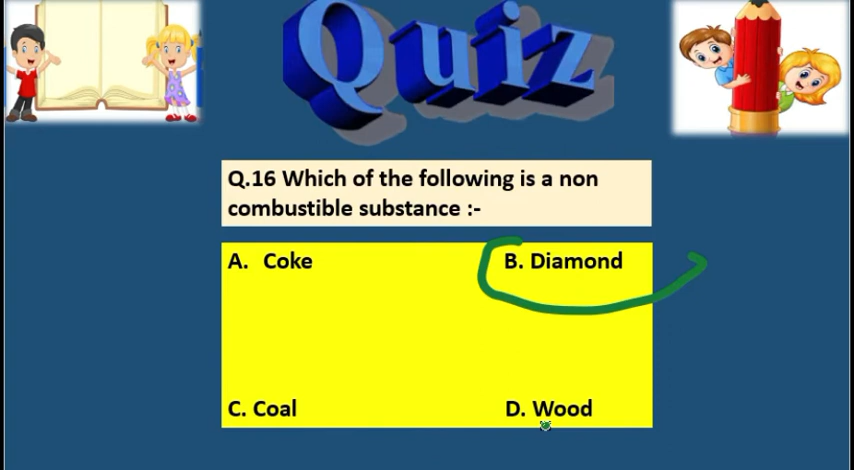 Quiz
Q.16 Which of the following is a non
combustible substance :-
A. Coke
B. Diamond
C. Coal
D. Wood